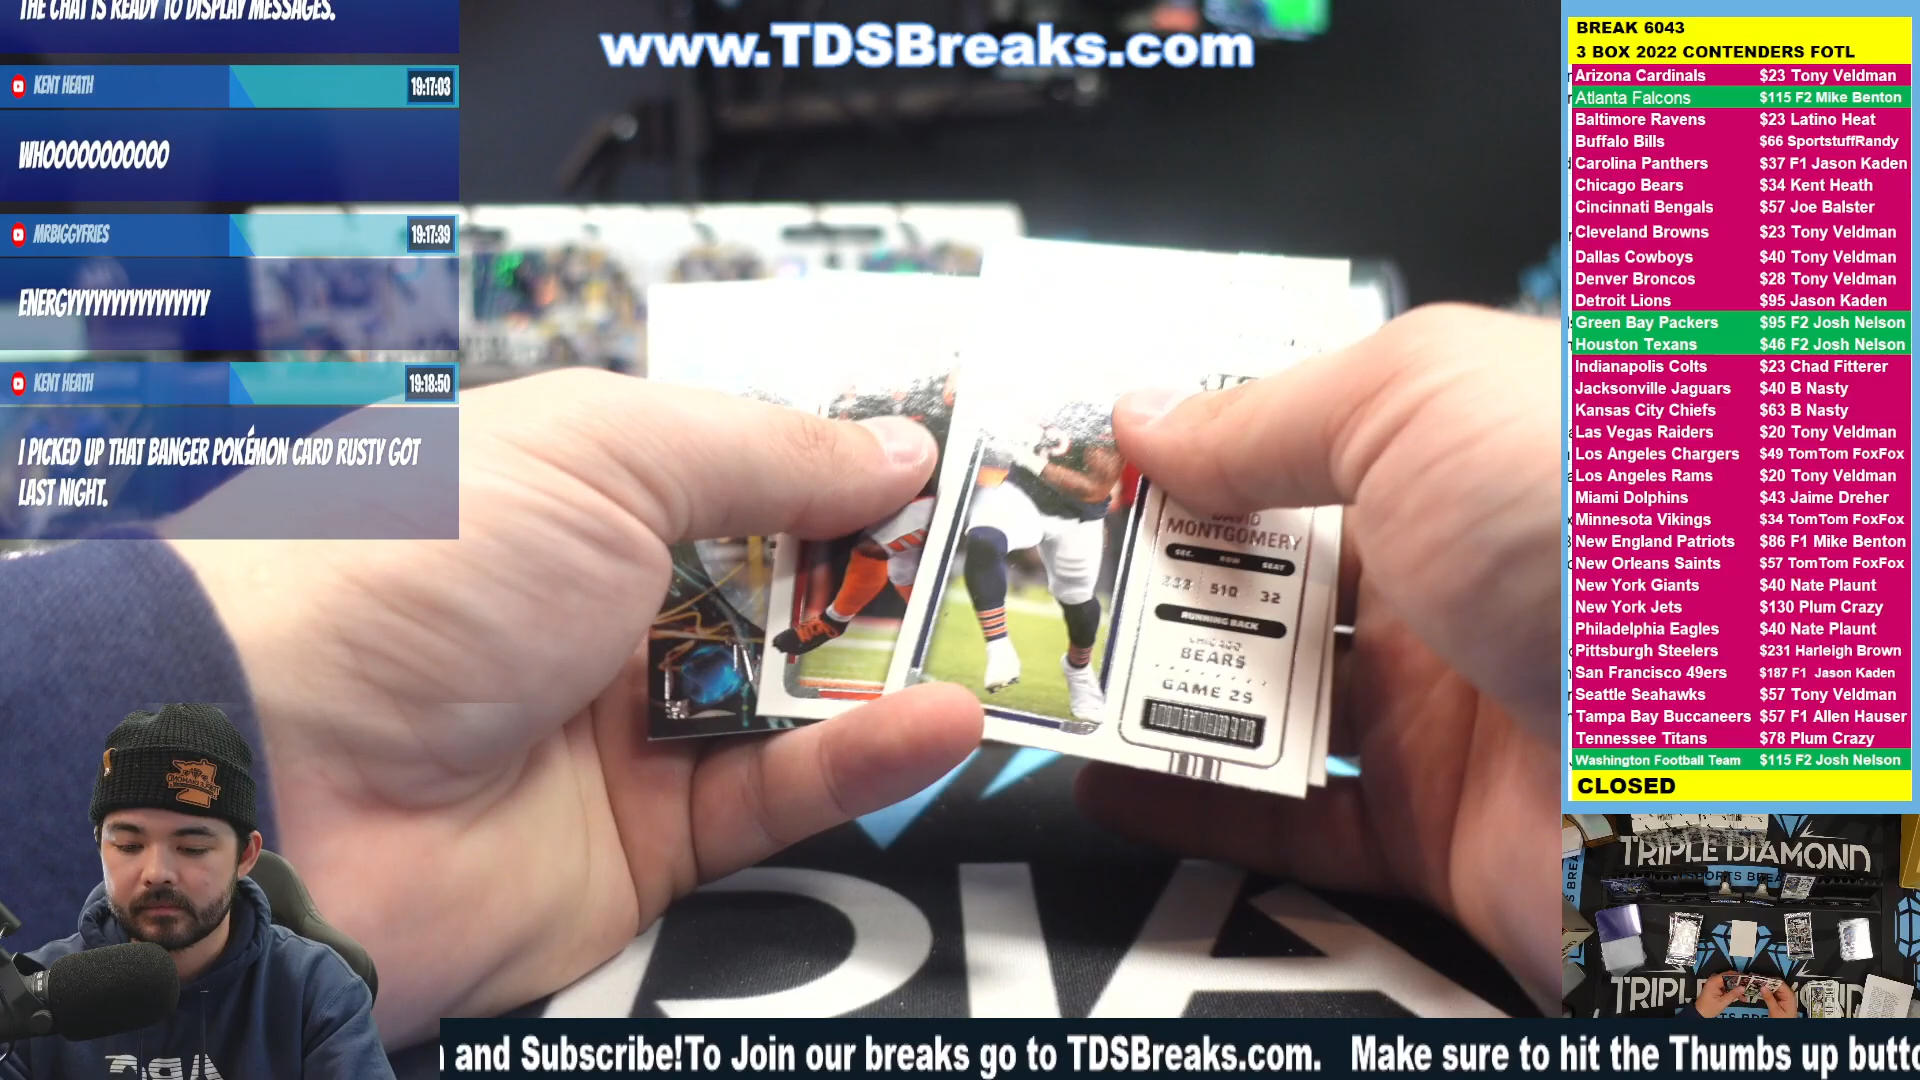 THE CHAT IS READY TO DISPLAY MESSAGES.
KENT HEATH 19:17:03
WHOOOOOOOOOOO
MRBIGGYFRIES 19:17:39
ENERGYYYYYYYYYYYYYYY
KENT HEATH 19:18:50
I PICKED UP THAT BANGER POKÉMON CARD RUSTY GOT
LAST NIGHT.
www.TDSBreaks.com
DAVID
MONTGOMERY
SEC. ROW SEAT
232 510 32
RUNNING BACK
CHICAGO
BEARS
GAME 25
BREAK 6043
3 BOX 2022 CONTENDERS FOTL
Arizona Cardinals $23 Tony Veldman
Atlanta Falcons $115 F2 Mike Benton
Baltimore Ravens $23 Latino Heat
Buffalo Bills $66 SportstuffRandy
Carolina Panthers $37 F1 Jason Kaden
Chicago Bears $34 Kent Heath
Cincinnati Bengals $57 Joe Balster
Cleveland Browns $23 Tony Veldman
Dallas Cowboys $40 Tony Veldman
Denver Broncos $28 Tony Veldman
Detroit Lions $95 Jason Kaden
Green Bay Packers $95 F2 Josh Nelson
Houston Texans $46 F2 Josh Nelson
Indianapolis Colts $23 Chad Fitterer
Jacksonville Jaguars $40 B Nasty
Kansas City Chiefs $63 B Nasty
Las Vegas Raiders $20 Tony Veldman
Los Angeles Chargers $49 TomTom FoxFox
Los Angeles Rams $20 Tony Veldman
Miami Dolphins $43 Jaime Dreher
Minnesota Vikings $34 TomTom FoxFox
New England Patriots $86 F1 Mike Benton
New Orleans Saints $57 TomTom FoxFox
New York Giants $40 Nate Plaunt
New York Jets $130 Plum Crazy
Philadelphia Eagles $40 Nate Plaunt
Pittsburgh Steelers $231 Harleigh Brown
San Francisco 49ers $187 F1 Jason Kaden
Seattle Seahawks $57 Tony Veldman
Tampa Bay Buccaneers $57 F1 Allen Hauser
Tennessee Titans $78 Plum Crazy
Washington Football Team $115 F2 Josh Nelson
CLOSED
TRIPLE DIAMOND
SPORTS BREA
TRIPL
DIA
and Subscribe!To Join our breaks go to TDSBreaks.com. Make sure to hit the Thumbs up butto